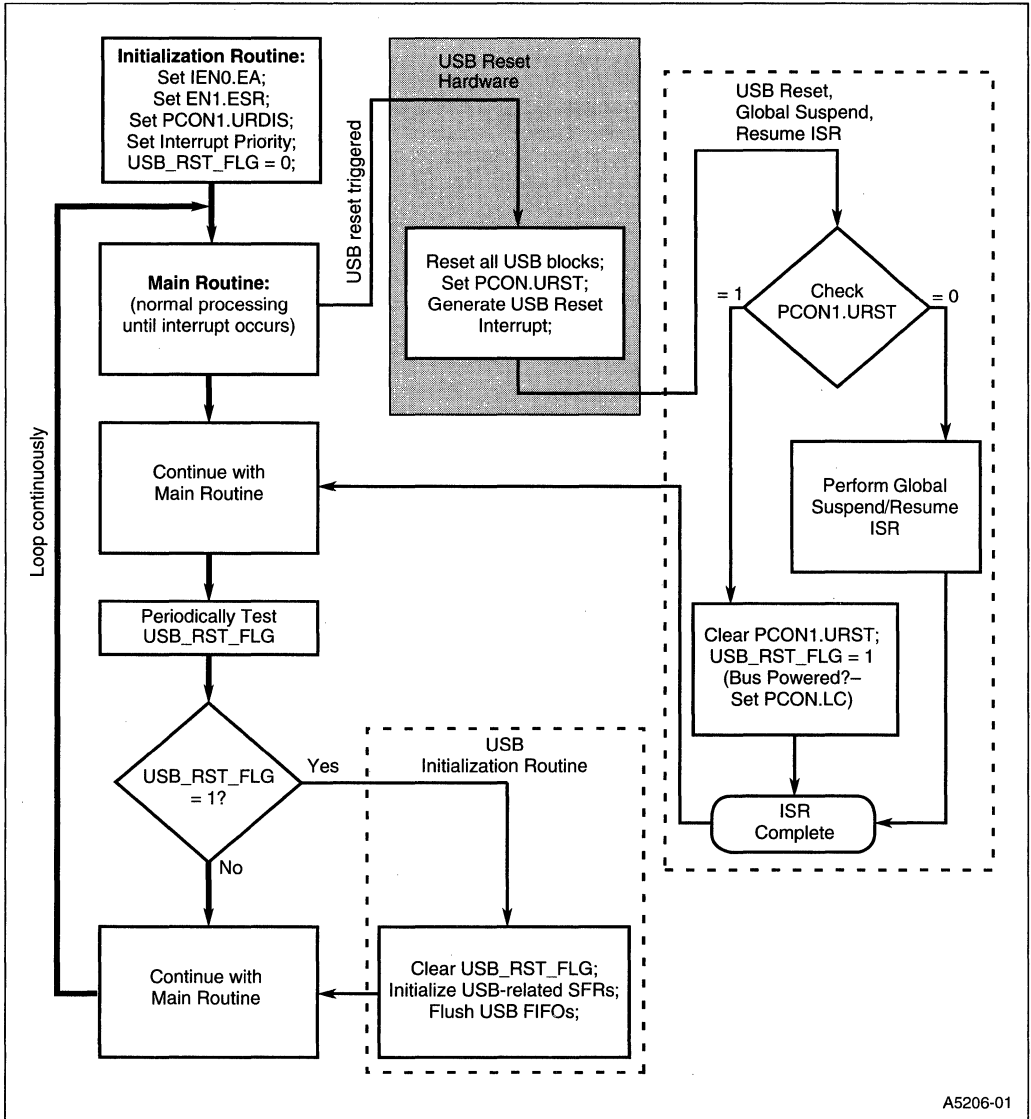 Initialization Routine:
Set IEN0.EA;
Set EN1.ESR;
Set PCON1.URDIS;
Set Interrupt Priority;
USB_RST_FLG = 0;
USB reset triggered
USB Reset
Hardware
Reset all USB blocks;
Set PCON.URST;
Generate USB Reset
Interrupt;
USB Reset,
Global Suspend,
Resume ISR
Check
PCON1.URST
= 1
= 0
Perform Global
Suspend/Resume
ISR
Clear PCON1.URST;
USB_RST_FLG = 1
(Bus Powered?–
Set PCON.LC)
ISR
Complete
Main Routine:
(normal processing
until interrupt occurs)
Loop continuously
Continue with
Main Routine
Periodically Test
USB_RST_FLG
USB_RST_FLG
= 1?
Yes
No
USB
Initialization Routine
Clear USB_RST_FLG;
Initialize USB-related SFRs;
Flush USB FIFOs;
Continue with
Main Routine
A5206-01